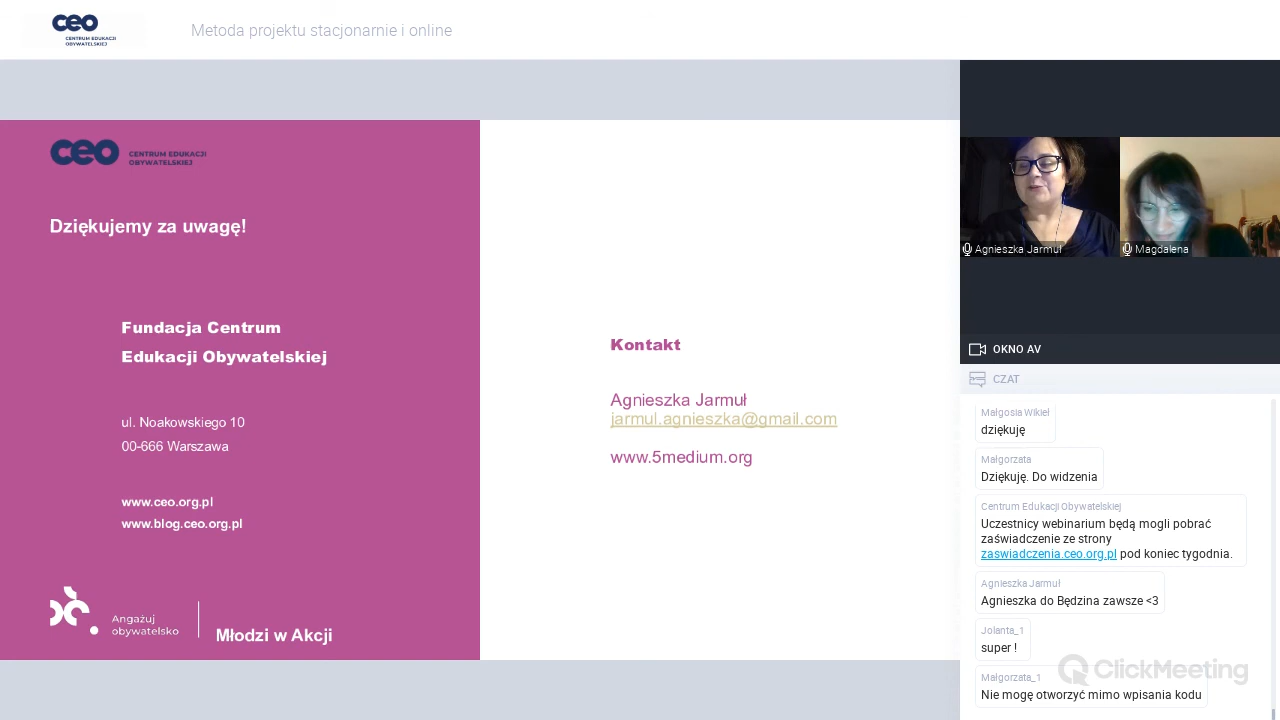 ceo
CENTRUM EDUKACJI
OBYWATELSKIEJ
Metoda projektu stacjonarnie i online
ceo
CENTRUM EDUKACJI
OBYWATELSKIEJ
Dziękujemy za uwagę!
Fundacja Centrum
Edukacji Obywatelskiej
ul. Noakowskiego 10
00-666 Warszawa
www.ceo.org.pl
www.blog.ceo.org.pl
Angażuj
obywatelsko
Młodzi w Akcji
Kontakt
Agnieszka Jarmuł
jarmul.agnieszka@gmail.com
www.5medium.org
Agnieszka Jarmuł
Magdalena
OKNO AV
CZAT
Małgosia Wikieł
dziękuję
Małgorzata
Dziękuję. Do widzenia
Centrum Edukacji Obywatelskiej
Uczestnicy webinarium będą mogli pobrać
zaświadczenie ze strony
zaswiadczenia.ceo.org.pl pod koniec tygodnia.
Agnieszka Jarmuł
Agnieszka do Będzina zawsze <3
Jolanta_1
super !
Małgorzata_1
Nie mogę otworzyć mimo wpisania kodu
ClickMeeting